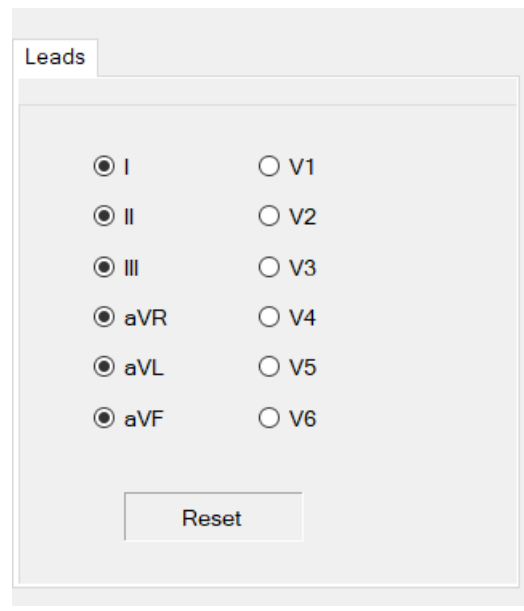 Leads
I V1
II V2
III V3
aVR V4
aVL V5
aVF V6
Reset